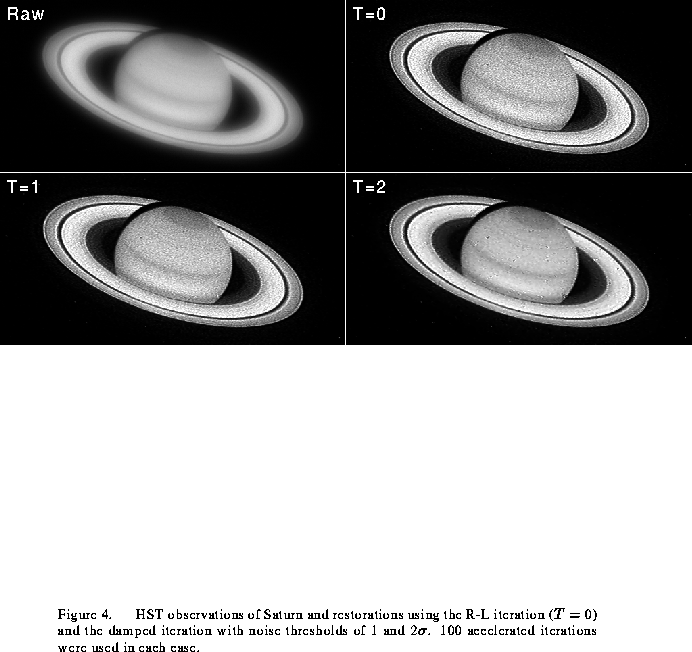 Raw
T=0
T=1
T=2
Figure 4. HST observations of Saturn and restorations using the R-L iteration (T = 0)
and the damped iteration with noise thresholds of 1 and 2σ. 100 accelerated iterations
were used in each case.